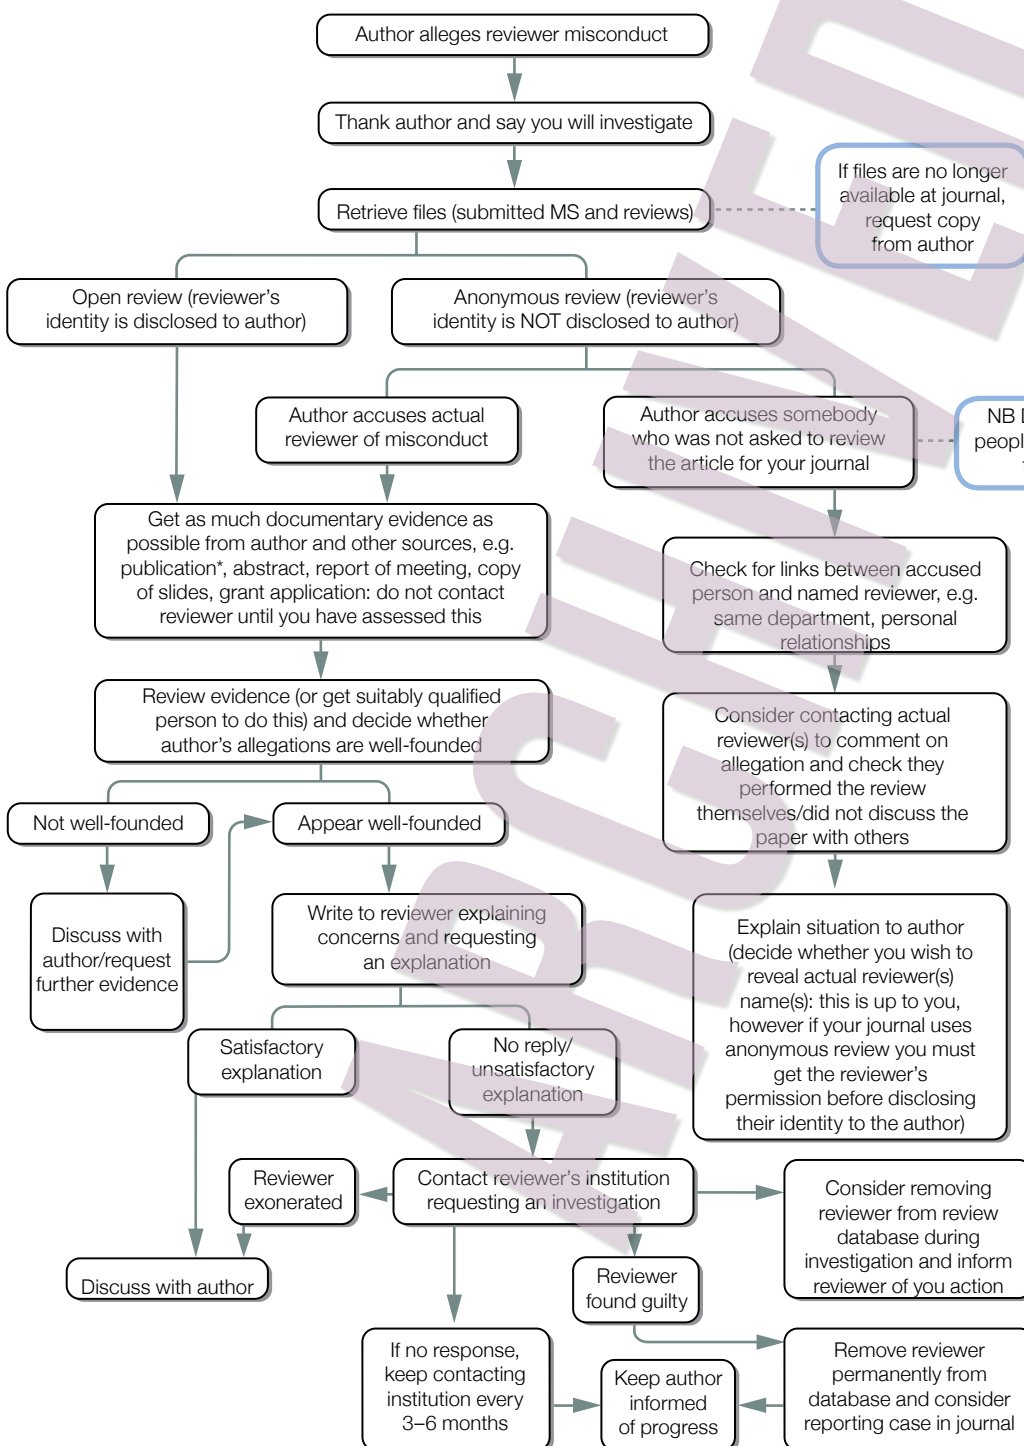 Author alleges reviewer misconduct
Thank author and say you will investigate
Retrieve files (submitted MS and reviews)
If files are no longer
available at journal,
request copy
from author
Open review (reviewer's
identity is disclosed to author)
Anonymous review (reviewer's
identity is NOT disclosed to author)
Author accuses actual
reviewer of misconduct
Author accuses somebody
who was not asked to review
the article for your journal
NB
peopl
Get as much documentary evidence as
possible from author and other sources, e.g.
publication*, abstract, report of meeting, copy
of slides, grant application: do not contact
reviewer until you have assessed this
Check for links between accused
person and named reviewer, e.g.
same department, personal
relationships
Review evidence (or get suitably qualified
person to do this) and decide whether
author's allegations are well-founded
Consider contacting actual
reviewer(s) to comment on
allegation and check they
performed the review
themselves/did not discuss the
paper with others
Not well-founded
Appear well-founded
Discuss with
author/request
further evidence
Write to reviewer explaining
concerns and requesting
an explanation
Explain situation to author
(decide whether you wish to
reveal actual reviewer(s)
name(s): this is up to you,
however if your journal uses
anonymous review you must
get the reviewer's
permission before disclosing
their identity to the author)
Satisfactory
explanation
No reply/
unsatisfactory
explanation
Reviewer
exonerated
Contact reviewer's institution
requesting an investigation
Consider removing
reviewer from review
database during
investigation and inform
reviewer of you action
Discuss with author
Reviewer
found guilty
If no response,
keep contacting
institution every
3–6 months
Keep author
informed
of progress
Remove reviewer
permanently from
database and consider
reporting case in journal
ARCHIVED